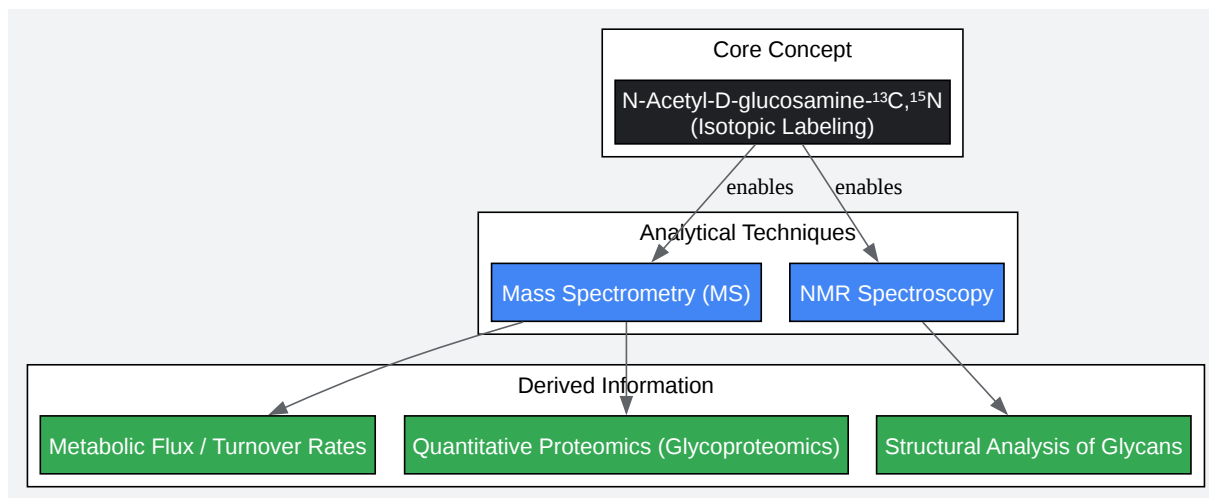 Core Concept
N-Acetyl-D-glucosamine-¹³C,¹⁵N
(Isotopic Labeling)
enables
enables
Analytical Techniques
Mass Spectrometry (MS)
NMR Spectroscopy
Derived Information
Metabolic Flux / Turnover Rates
Quantitative Proteomics (Glycoproteomics)
Structural Analysis of Glycans